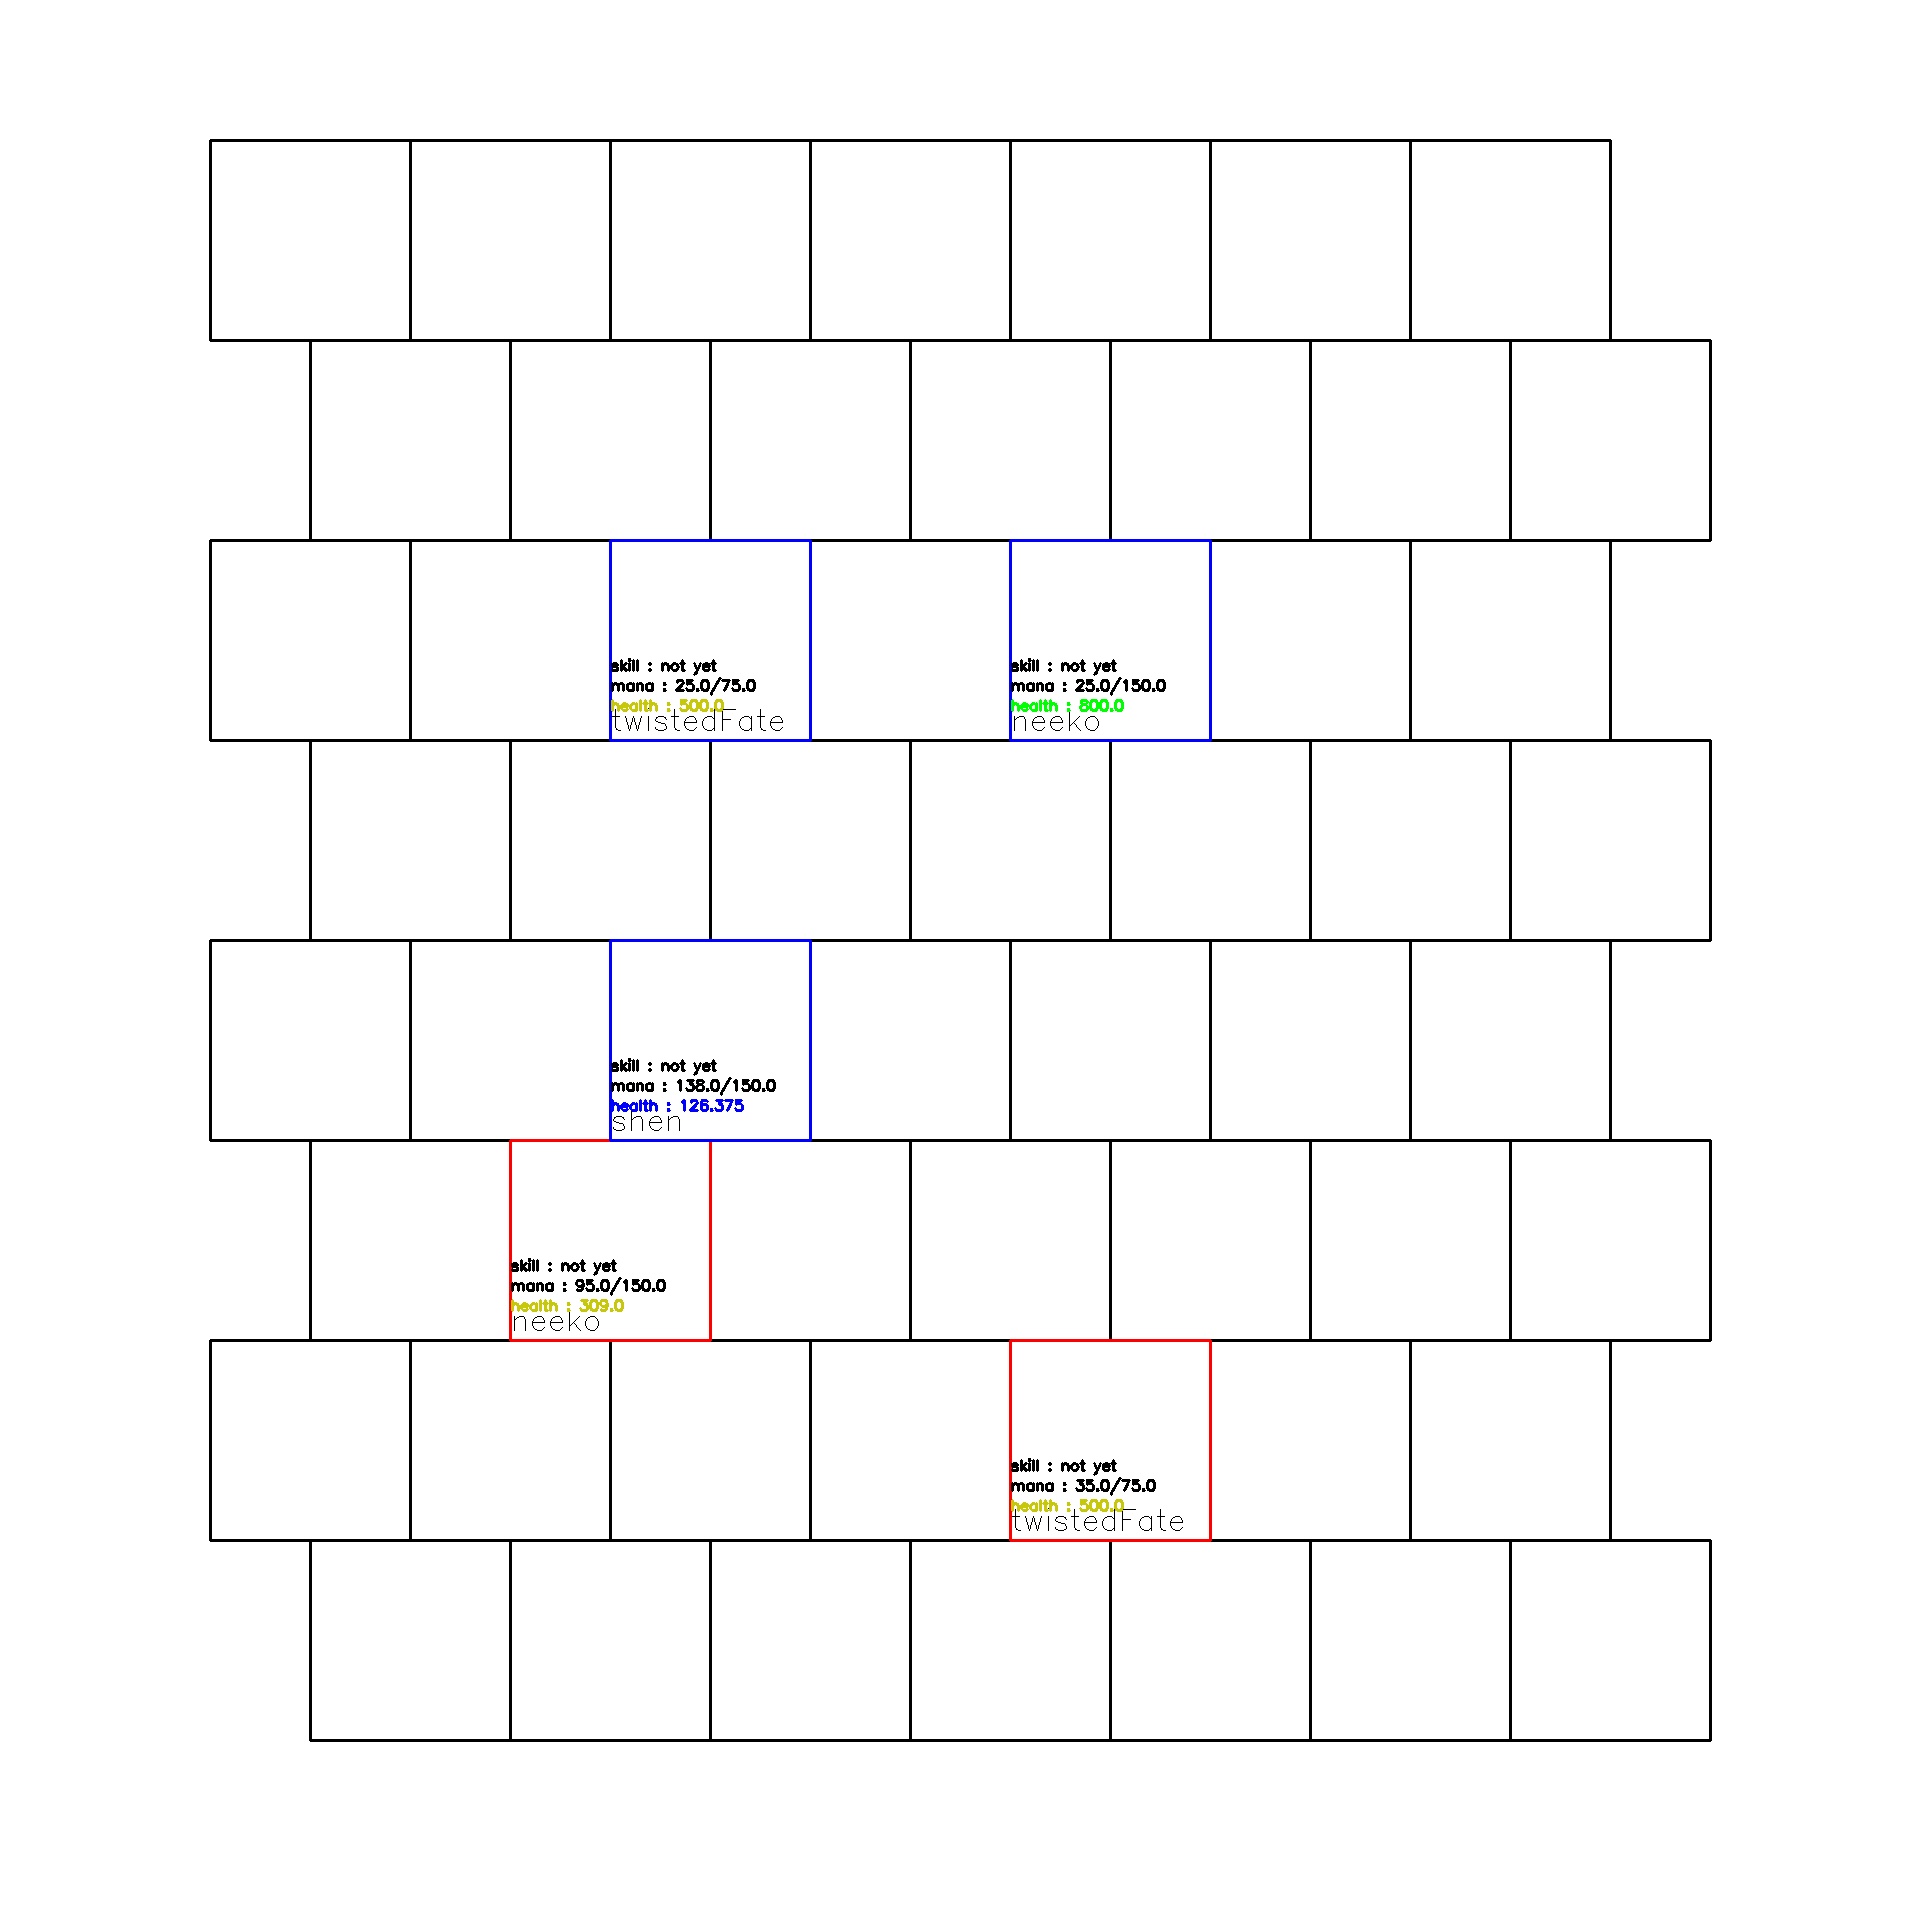 skill : not yet
mana : 25.0/75.0
health : 500.0
twistedFate
skill : not yet
mana : 25.0/150.0
health : 800.0
neeko
skill : not yet
mana : 138.0/150.0
health : 126.375
shen
skill : not yet
mana : 95.0/150.0
health : 309.0
neeko
skill : not yet
mana : 35.0/75.0
health : 500.0
twistedFate